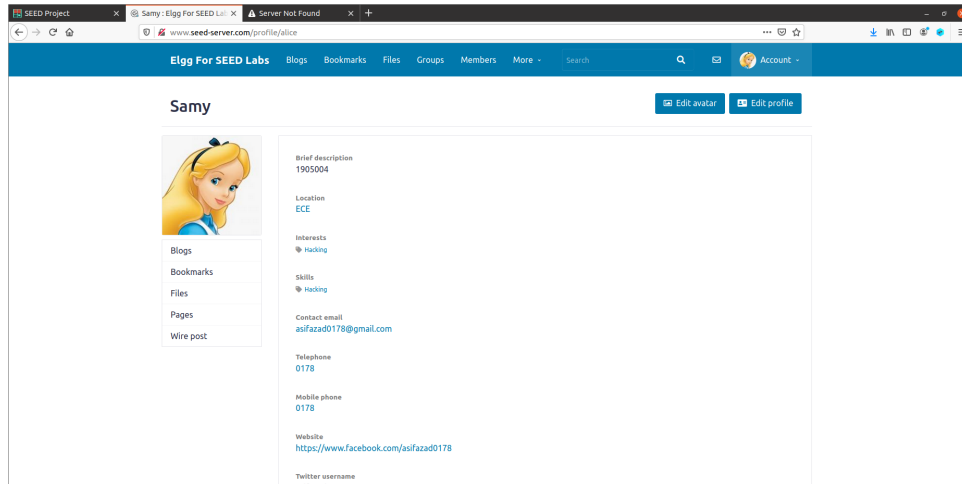 SEED Project
Samy : Elgg For SEED Lab
Server Not Found
www.seed-server.com/profile/alice
Elgg For SEED Labs Blogs Bookmarks Files Groups Members More Search Account
Samy
Edit avatar Edit profile
Brief description
1905004
Location
ECE
Interests
Hacking
Skills
Hacking
Contact email
asifazad0178@gmail.com
Telephone
0178
Mobile phone
0178
Website
https://www.facebook.com/asifazad0178
Twitter username
Blogs
Bookmarks
Files
Pages
Wire post